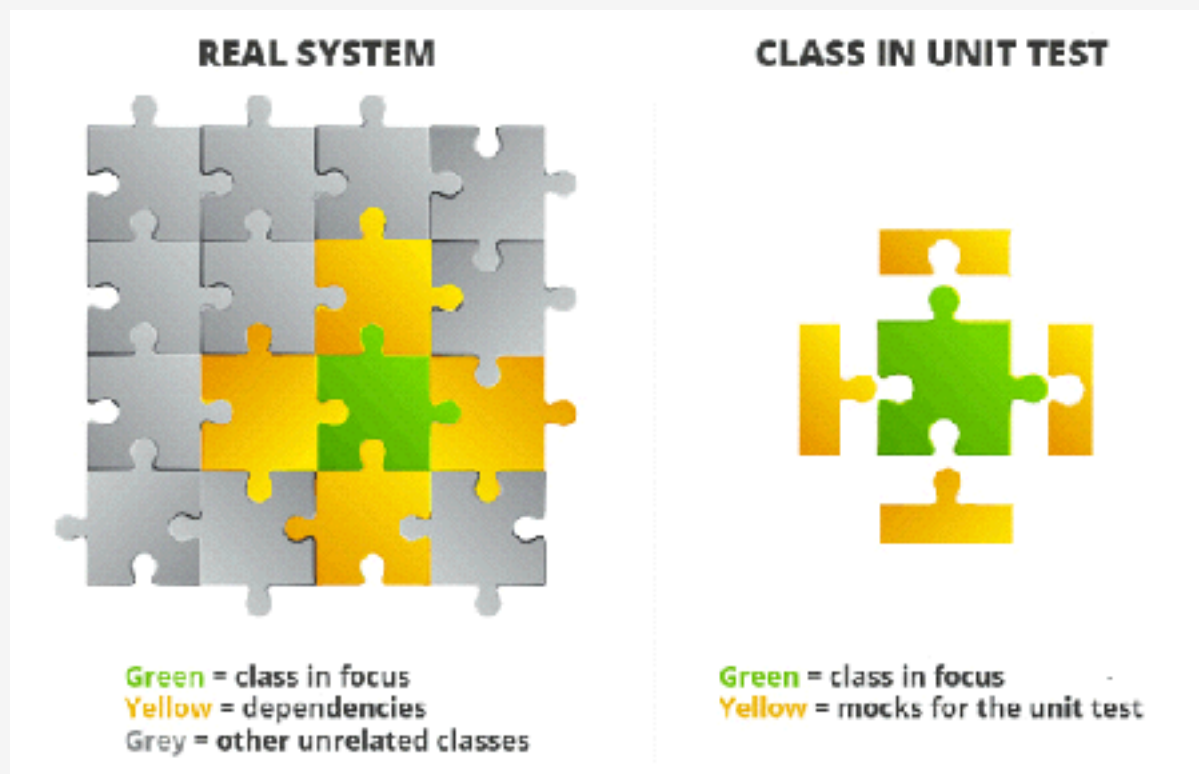 REAL SYSTEM
Green = class in focus
Yellow = dependencies
Grey = other unrelated classes
CLASS IN UNIT TEST
Green = class in focus
Yellow = mocks for the unit test